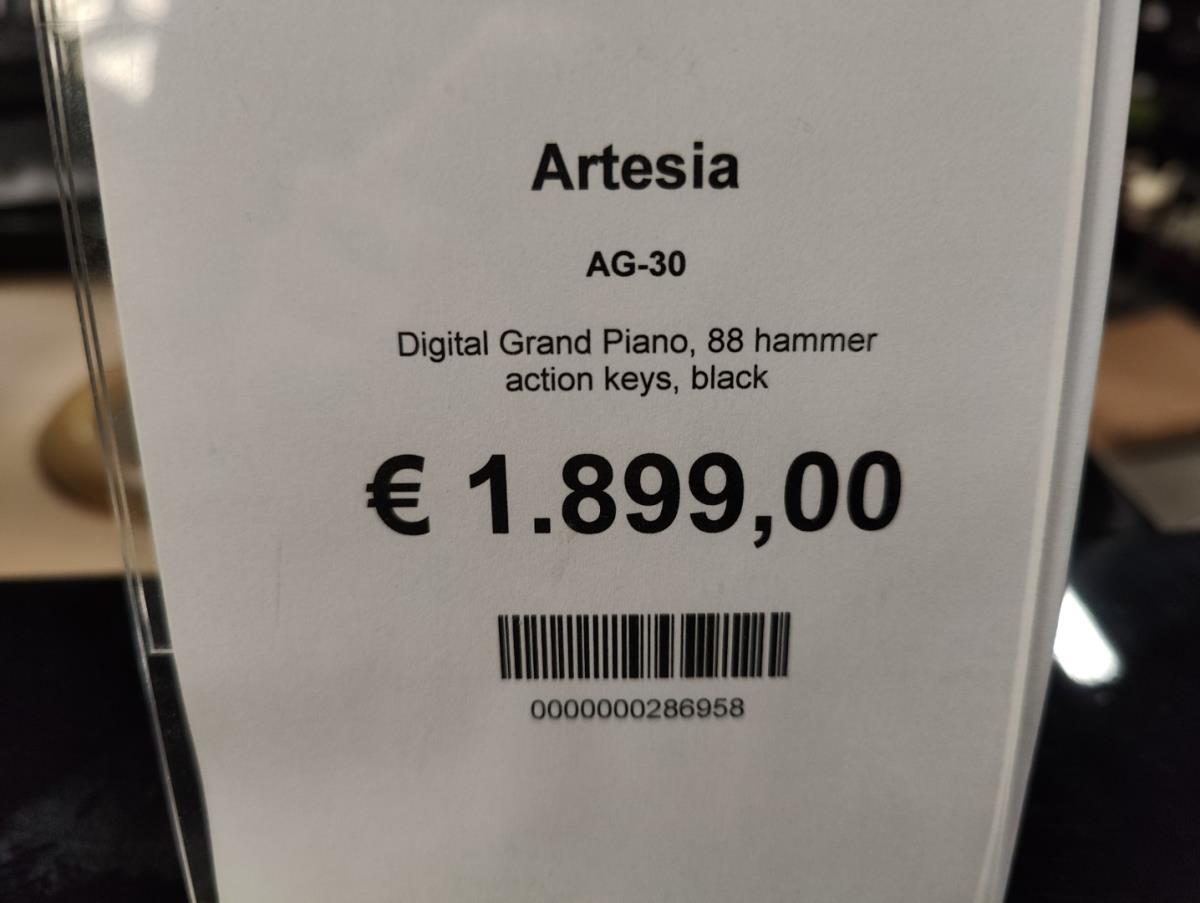 Artesia
AG-30
Digital Grand Piano, 88 hammer
action keys, black
€ 1.899,00
0000000286958